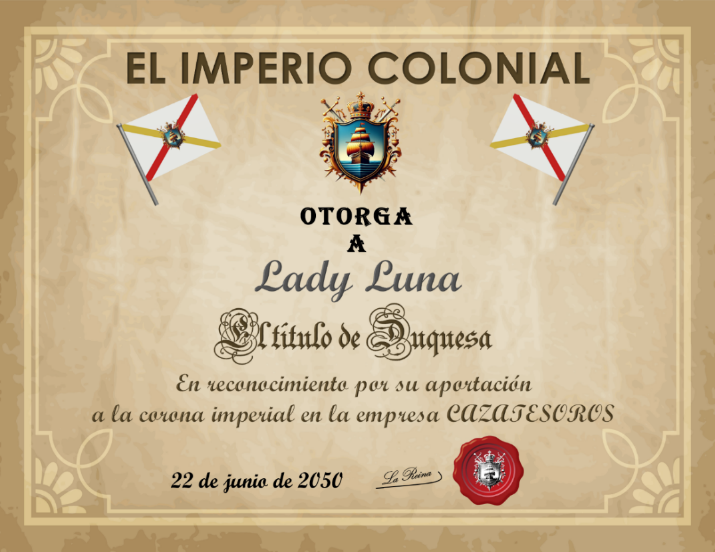 EL IMPERIO COLONIAL
OTORGA
A
Lady Luna
El título de Duquesa
En reconocimiento por su aportación
a la corona imperial en la empresa CAZATESOROS
22 de junio de 2050 La Reina